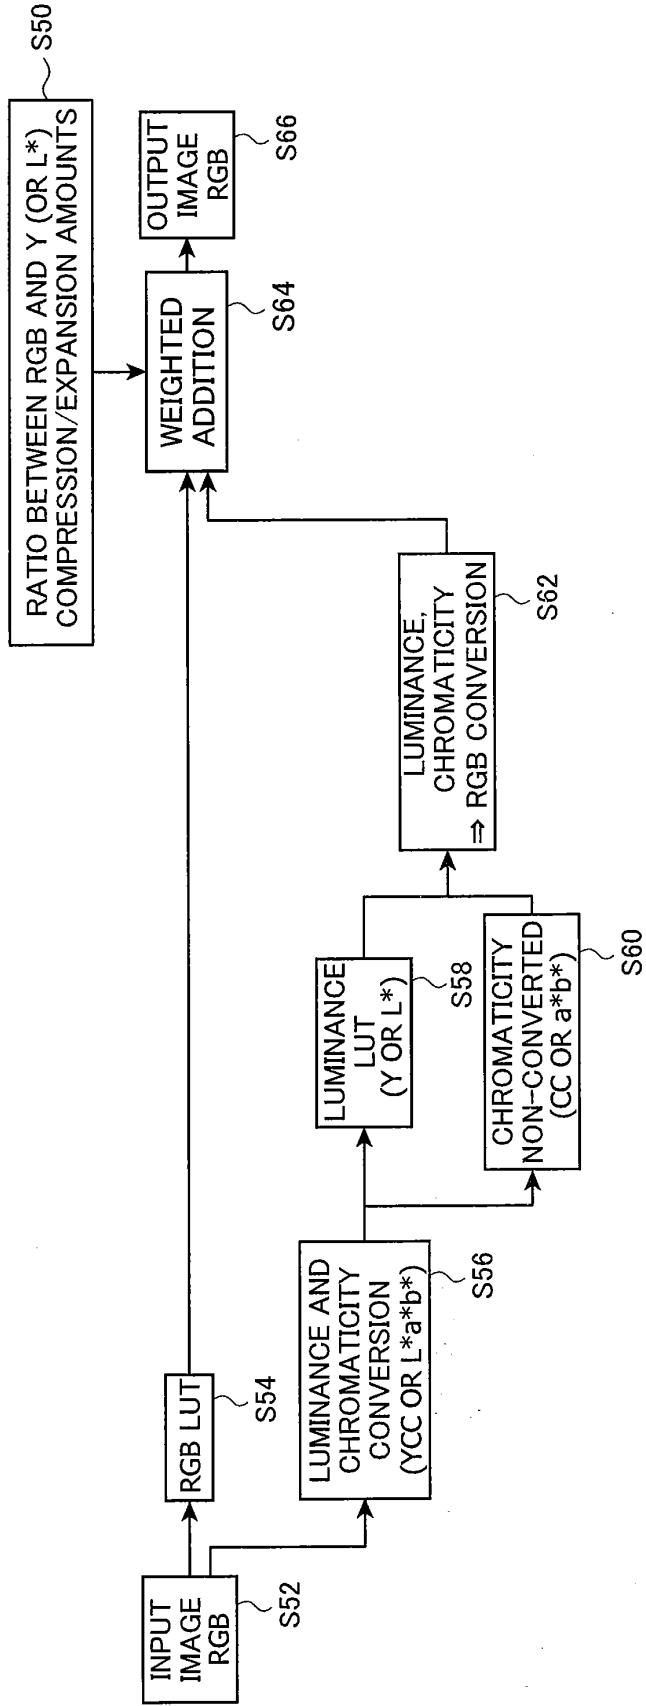 RATIO BETWEEN RGB AND Y (OR L*)
COMPRESSION/EXPANSION AMOUNTS
S50
INPUT
IMAGE
RGB
S52
RGB LUT
S54
WEIGHTED
ADDITION
S64
OUTPUT
IMAGE
RGB
S66
LUMINANCE AND
CHROMATICITY
CONVERSION
(YCC OR L*a*b*)
S56
LUMINANCE
LUT
(Y OR L*)
S58
CHROMATICITY
NON-CONVERTED
(CC OR a*b*)
S60
LUMINANCE,
CHROMATICITY
⇒ RGB CONVERSION
S62